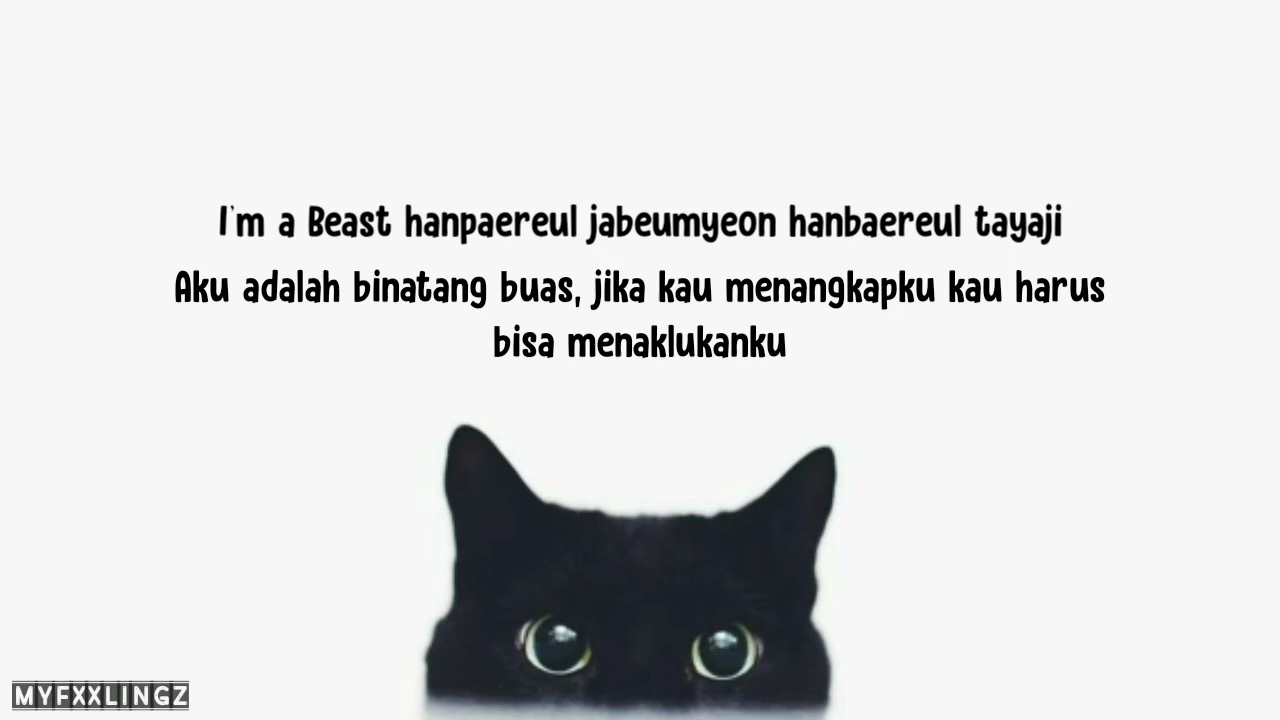 I'm a Beast hanpaereul jabeumyeon hanbaereul tayaji
Aku adalah binatang buas, jika kau menangkapku kau harus
bisa menaklukanku
MYFXXLINGZ